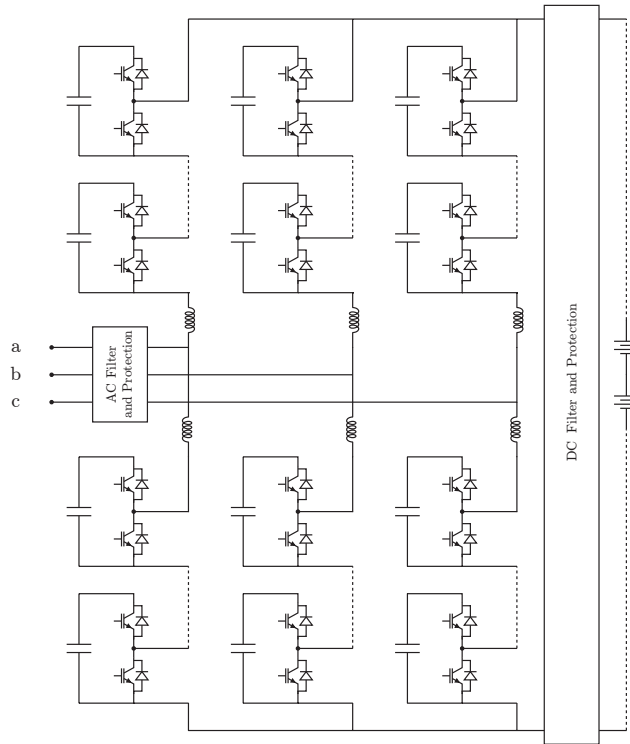 a
b
c
AC Filter
and Protection
DC Filter and Protection